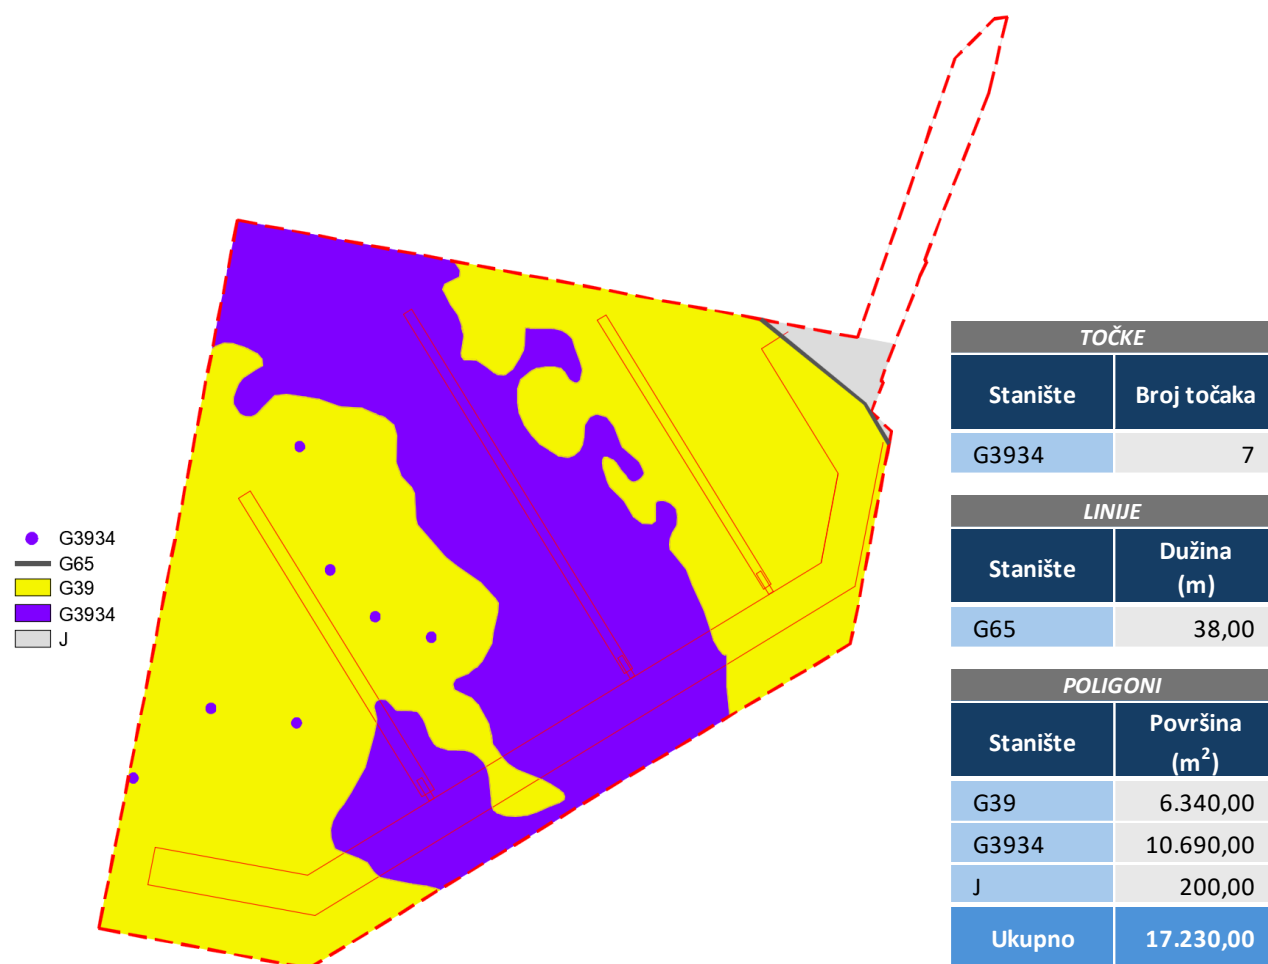 G3934
G65
G39
G3934
J
TOČKE
Stanište Broj točaka
G3934 7
LINIJE
Stanište Dužina (m)
G65 38,00
POLIGONI
Stanište Površina (m²)
G39 6.340,00
G3934 10.690,00
J 200,00
Ukupno 17.230,00